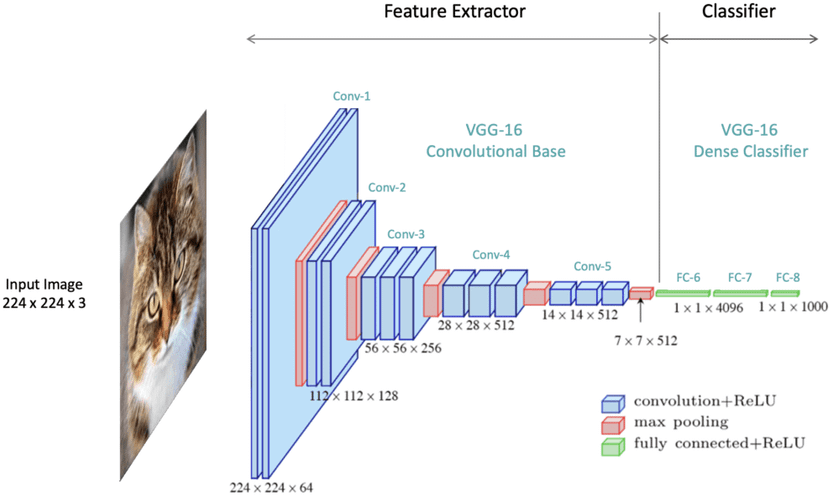 Feature Extractor
Classifier
Conv-1
VGG-16
Convolutional Base
VGG-16
Dense Classifier
Conv-2
Conv-3
Conv-4
Conv-5
FC-6
FC-7
FC-8
Input Image
224 x 224 x 3
1 × 1 × 4096
1 × 1 × 1000
14 × 14 × 512
28 × 28 × 512
7 × 7 × 512
56 × 56 × 256
112 × 112 × 128
224 × 224 × 64
convolution+ReLU
max pooling
fully connected+ReLU